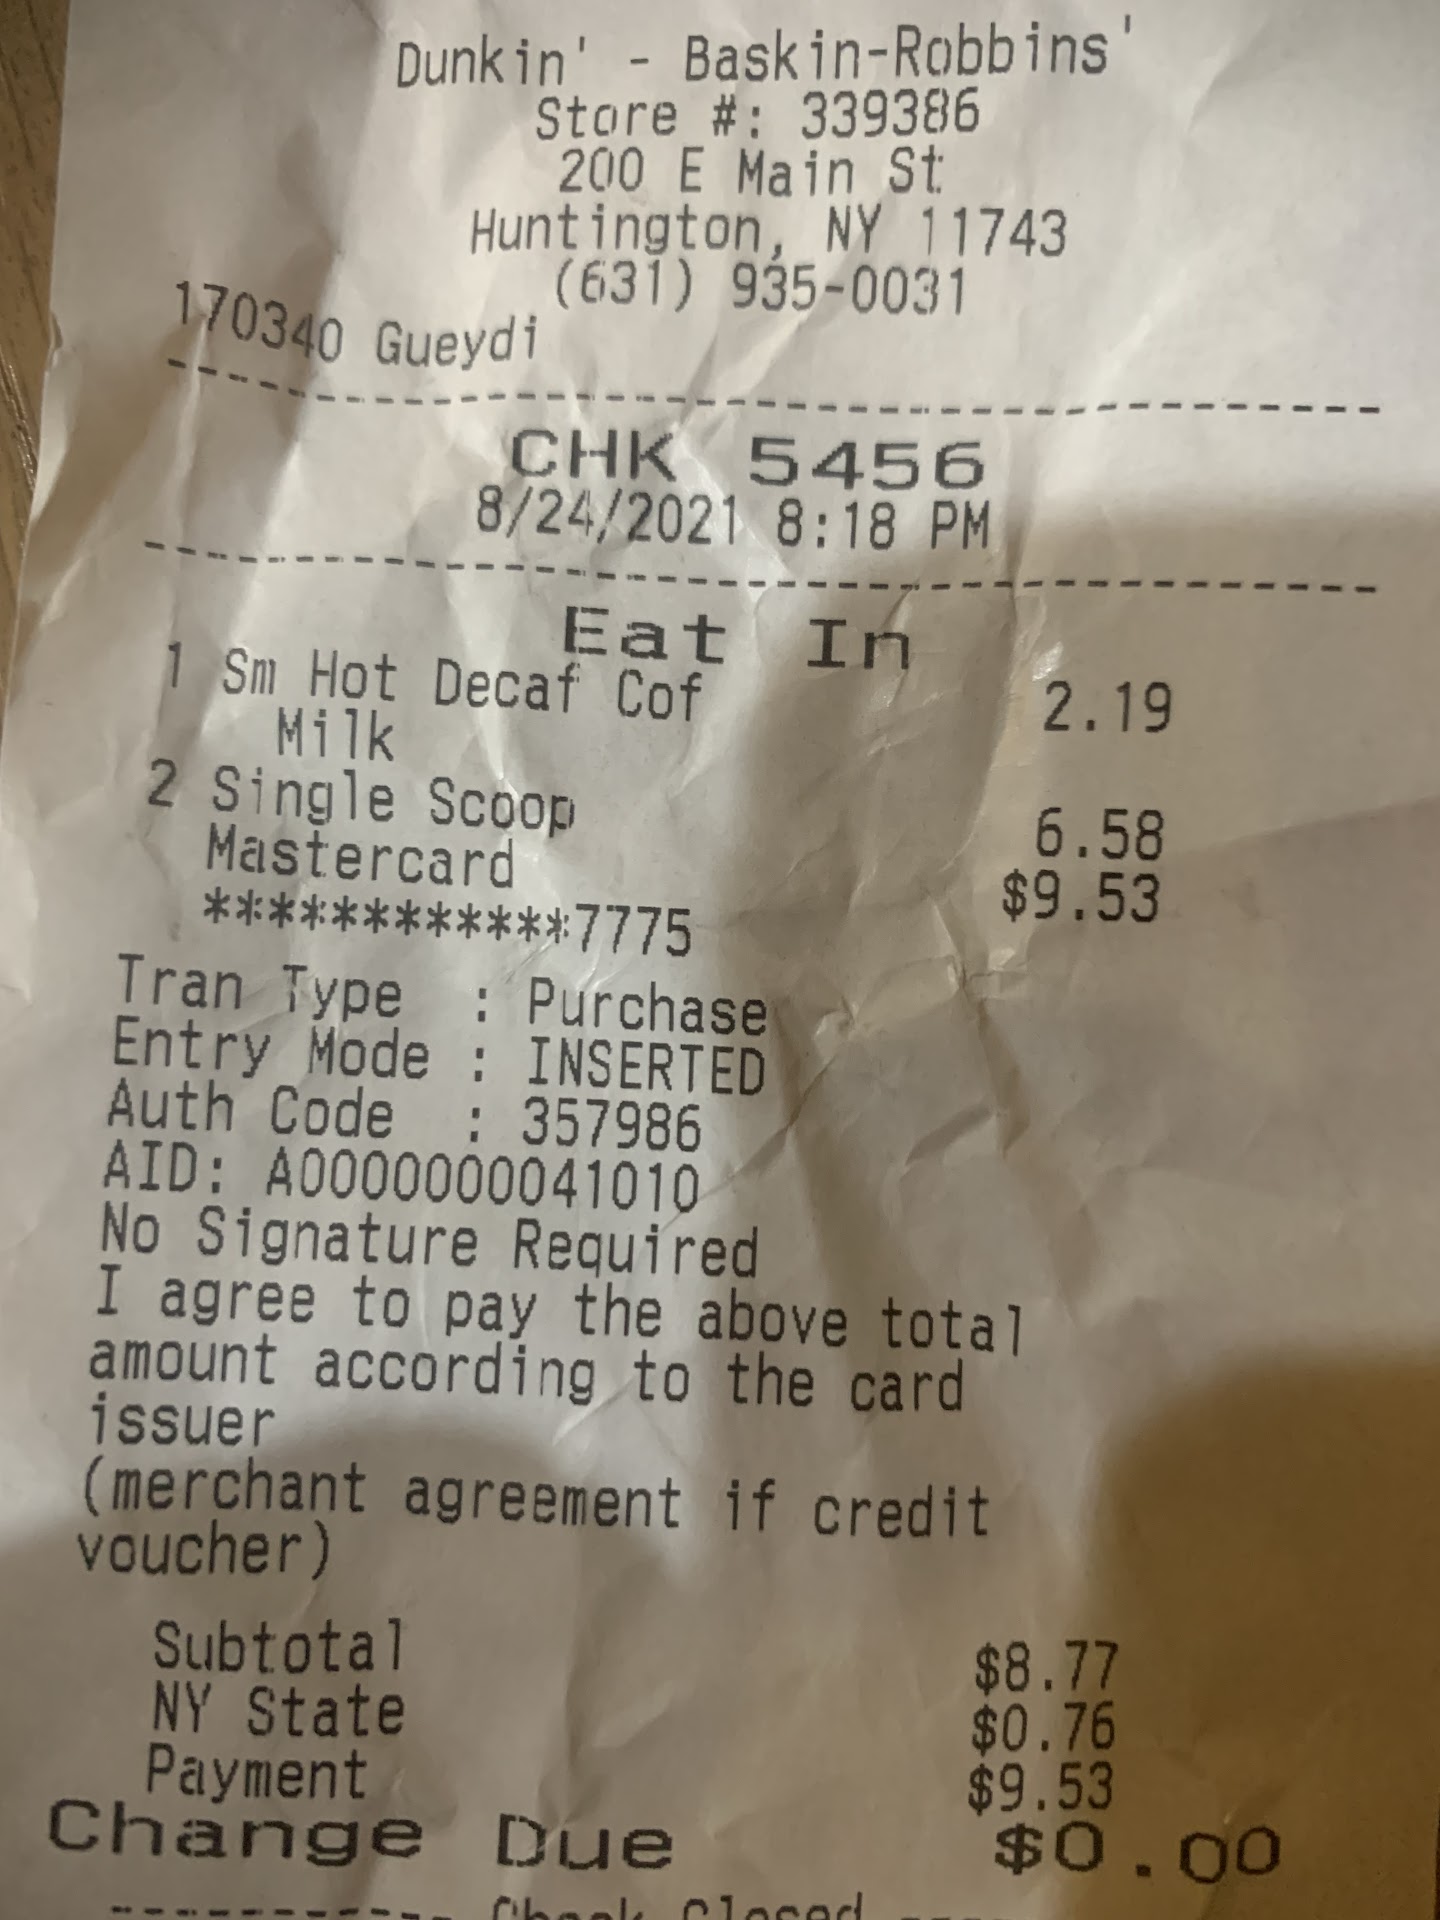 Dunkin' - Baskin-Robbins'
Store #: 339386
200 E Main St
Huntington, NY 11743
(631) 935-0031
170340 Gueydi
CHK 5456
8/24/2021 8:18 PM
Eat In
1 Sm Hot Decaf Cof 2.19
Milk
2 Single Scoop 6.58
Mastercard $9.53
************7775
Tran Type : Purchase
Entry Mode : INSERTED
Auth Code : 357986
AID: A0000000041010
No Signature Required
I agree to pay the above total
amount according to the card
issuer
(merchant agreement if credit
voucher)
Subtotal $8.77
NY State $0.76
Payment $9.53
Change Due $0.00
----------- Check Closed ---